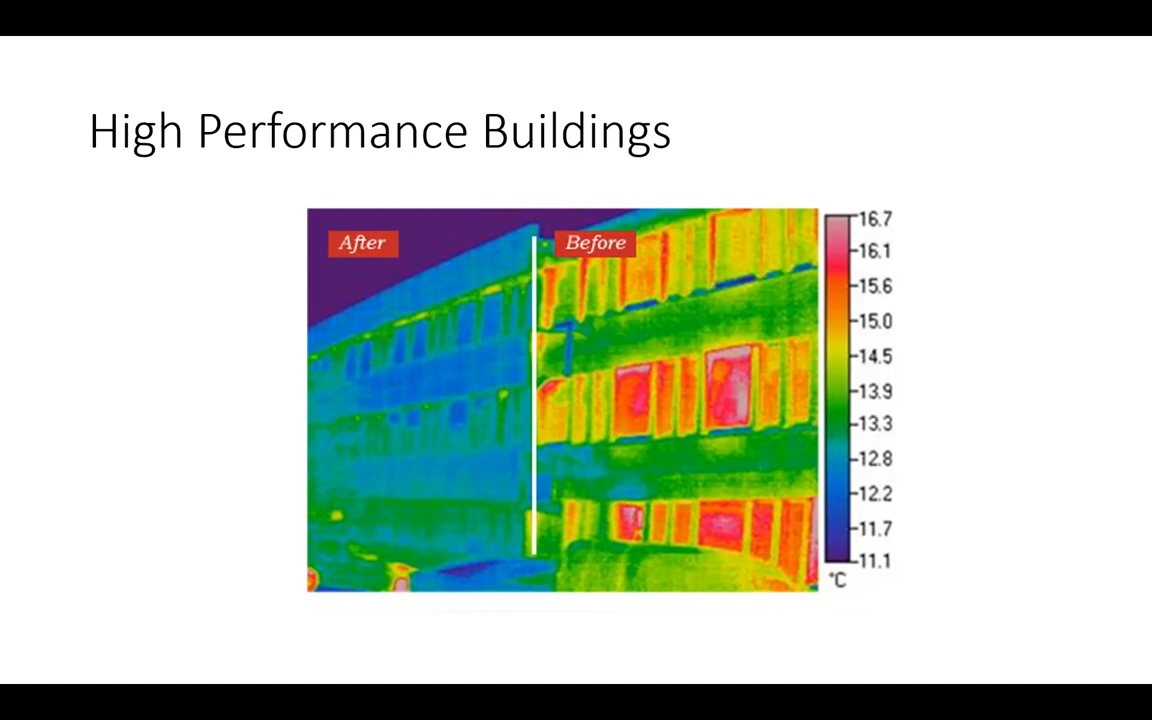 High Performance Buildings
After
Before
16.7
16.1
15.6
15.0
14.5
13.9
13.3
12.8
12.2
11.7
11.1
°C